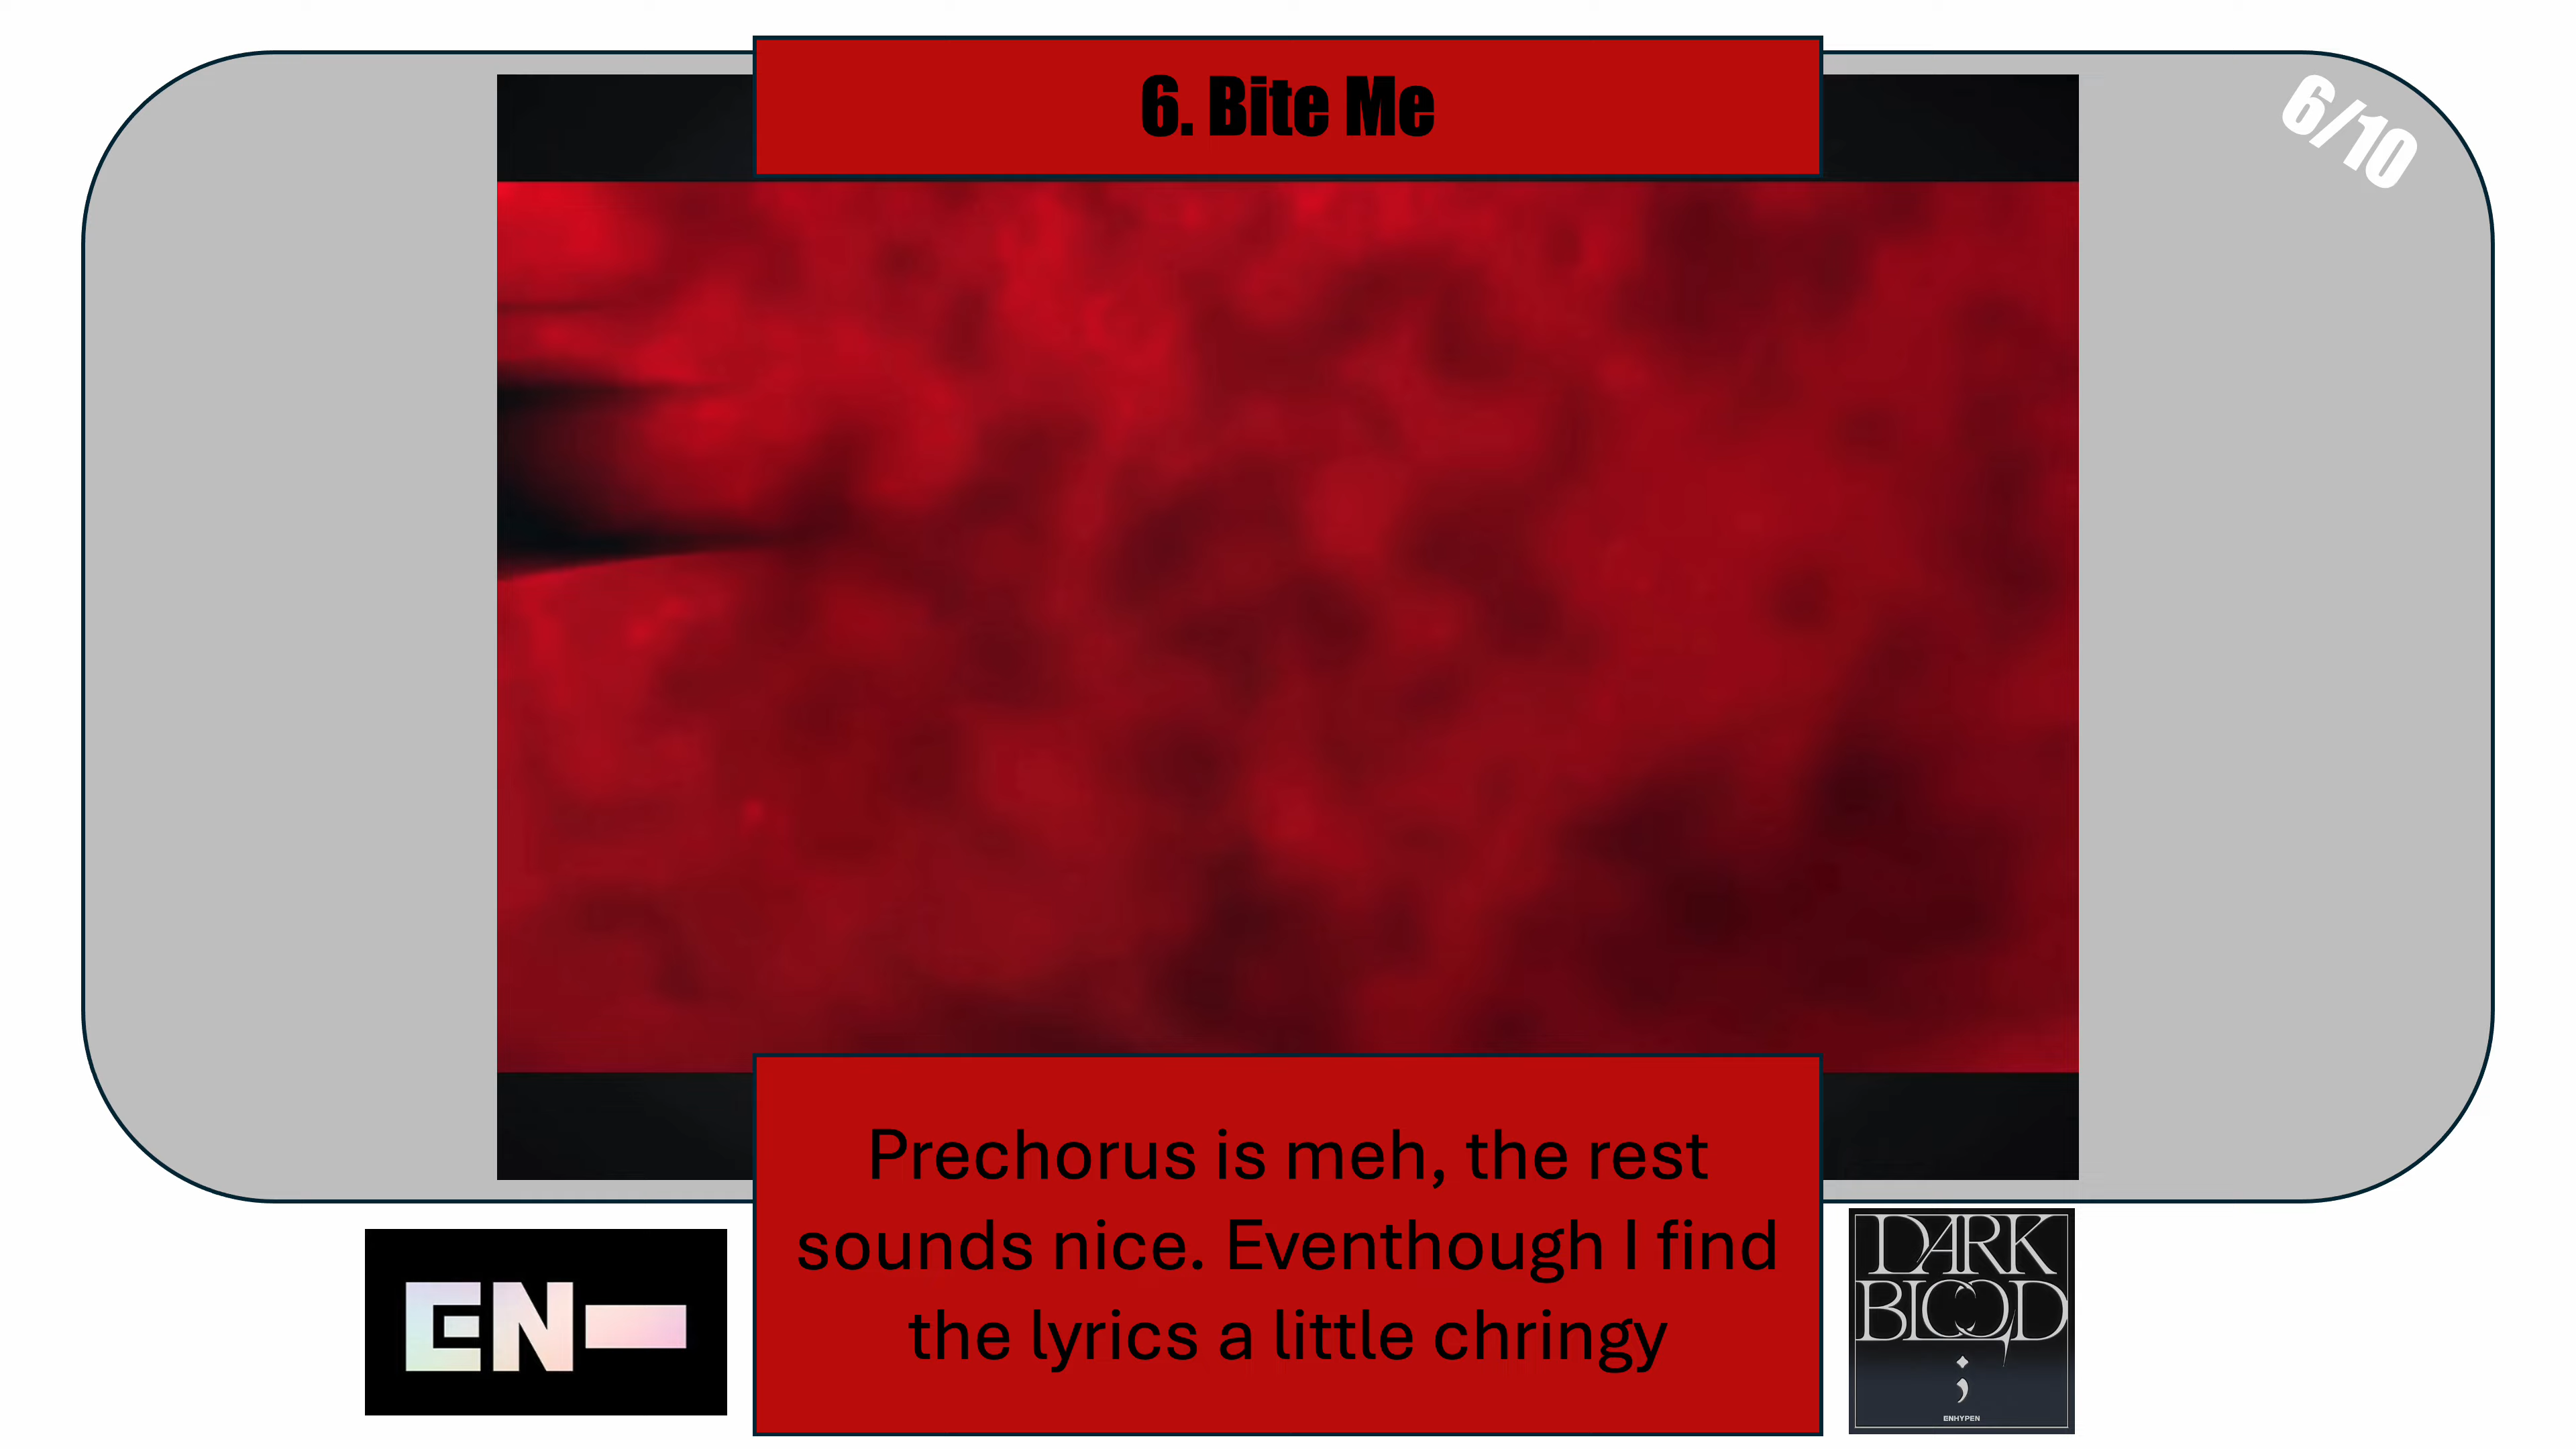 6. Bite Me
6/10
Prechorus is meh, the rest
sounds nice. Eventhough I find
the lyrics a little chringy
EN-
DARK
BLOOD
;
ENHYPEN